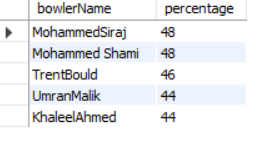 bowlerName percentage
MohammedSiraj 48
Mohammed Shami 48
TrentBould 46
UmranMalik 44
KhaleelAhmed 44